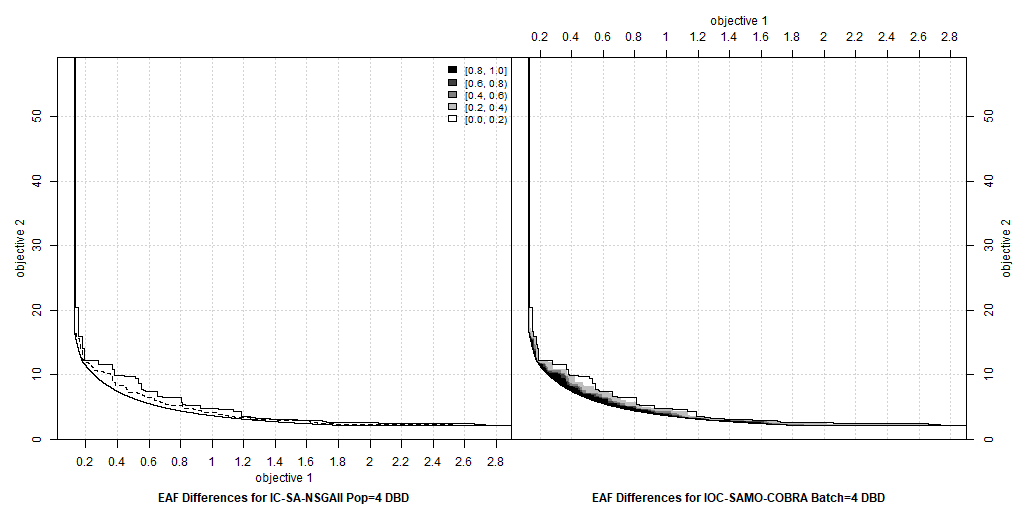 objective 1
0.2 0.4 0.6 0.8 1 1.2 1.4 1.6 1.8 2 2.2 2.4 2.6 2.8
[0.8, 1.0]
[0.6, 0.8)
[0.4, 0.6)
[0.2, 0.4)
[0.0, 0.2)
objective 2
0 10 20 30 40 50
0 10 20 30 40 50
objective 2
0.2 0.4 0.6 0.8 1 1.2 1.4 1.6 1.8 2 2.2 2.4 2.6 2.8
objective 1
EAF Differences for IC-SA-NSGAII Pop=4 DBD
EAF Differences for IOC-SAMO-COBRA Batch=4 DBD